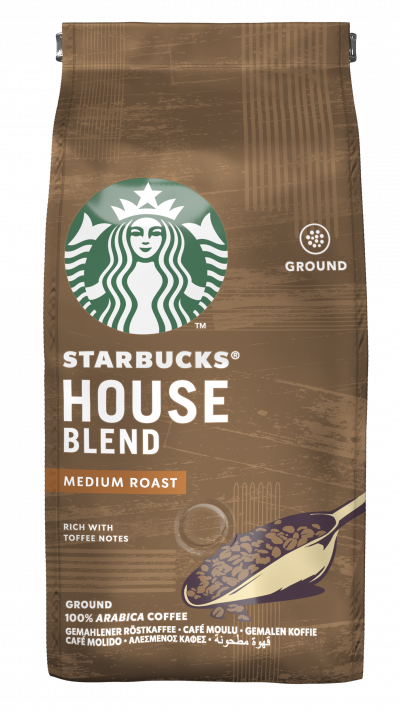 GROUND
TM
STARBUCKS®
HOUSE
BLEND
MEDIUM ROAST
RICH WITH
TOFFEE NOTES
GROUND
100% ARABICA COFFEE
GEMAHLENER RÖSTKAFFEE • CAFÉ MOULU • GEMALEN KOFFIE
CAFÉ MOLIDO • ΑΛΕΣΜΕΝΟΣ ΚΑΦΕΣ • قهوة مطحونة